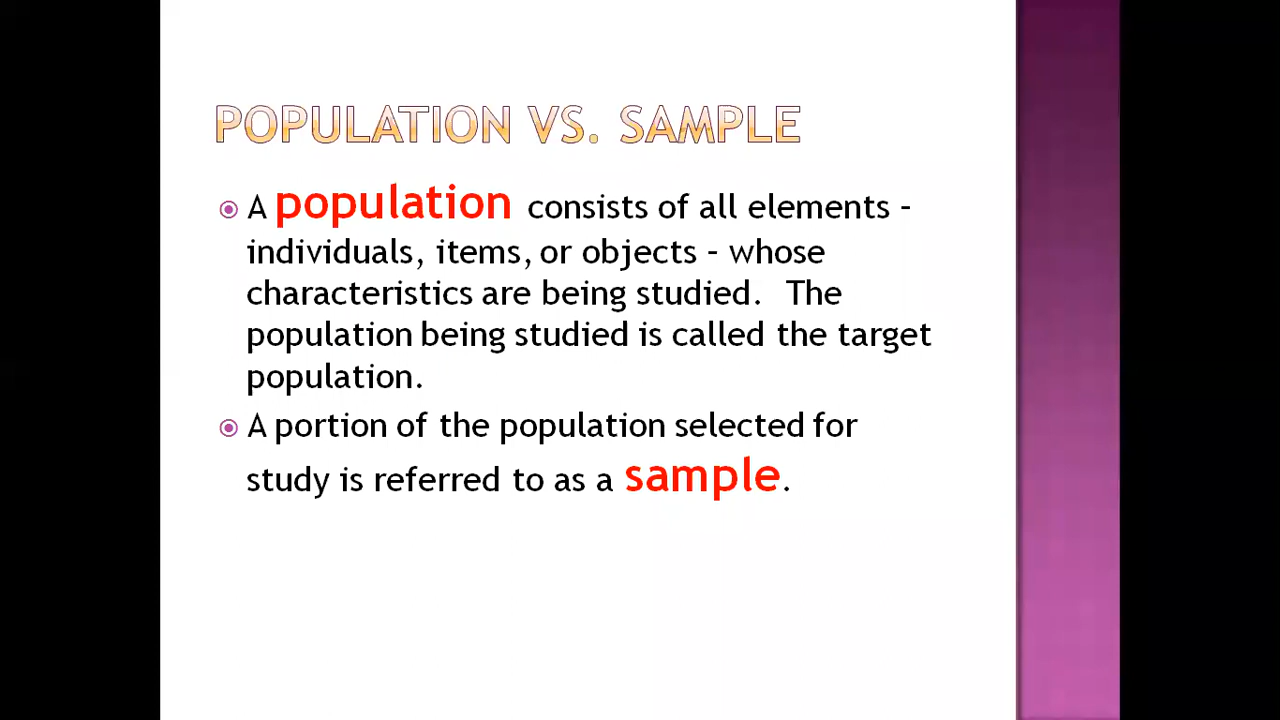 POPULATION VS. SAMPLE
A population consists of all elements –
individuals, items, or objects – whose
characteristics are being studied.  The
population being studied is called the target
population.
A portion of the population selected for
study is referred to as a sample.